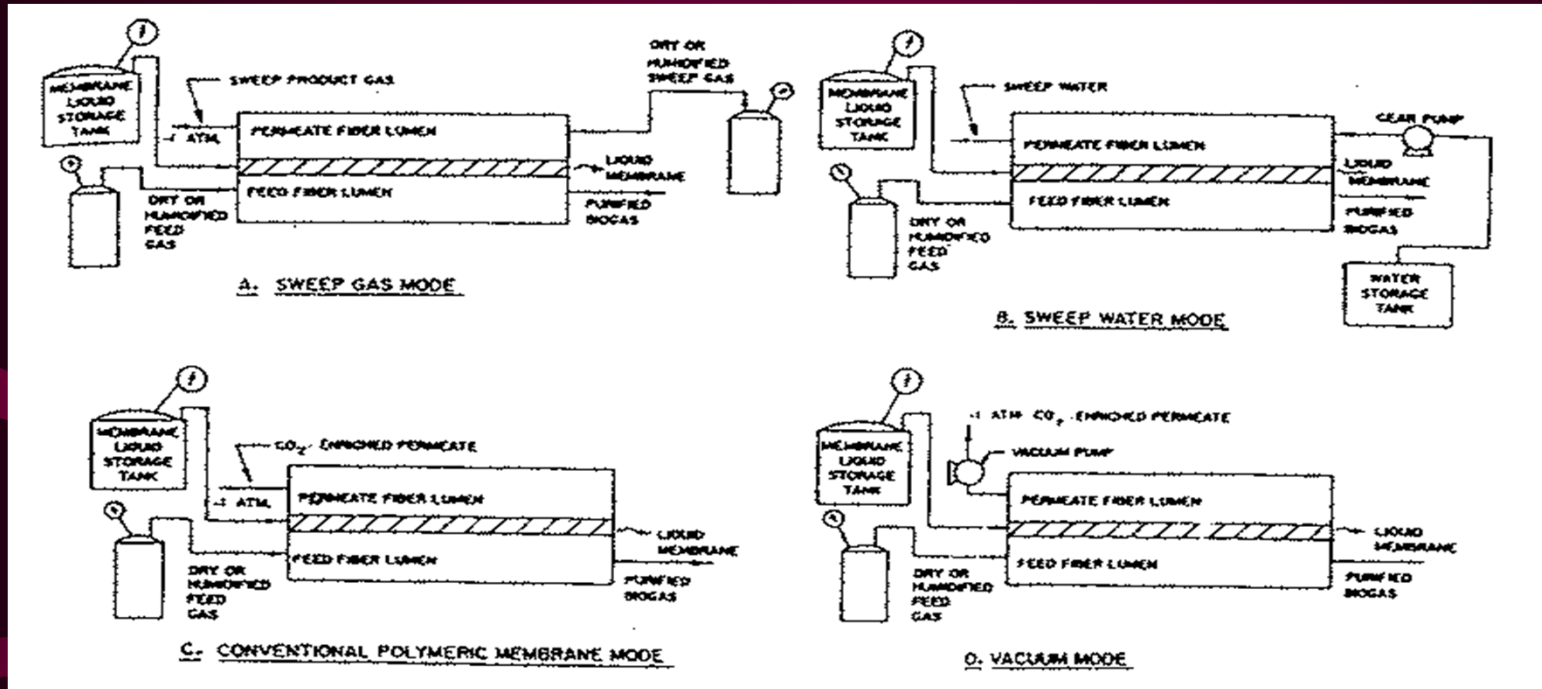 MEMBRANE
LIQUID
STORAGE
TANK
SWEEP PRODUCT GAS
ATM.
DRY OR
HUMIDIFIED
SWEEP GAS
PERMEATE FIBER LUMEN
FEED FIBER LUMEN
LIQUID
MEMBRANE
DRY OR
HUMIDIFIED
FEED
GAS
PURIFIED
BIOGAS
A. SWEEP GAS MODE
MEMBRANE
LIQUID
STORAGE
TANK
SWEEP WATER
GEAR PUMP
PERMEATE FIBER LUMEN
FEED FIBER LUMEN
LIQUID
MEMBRANE
DRY OR
HUMIDIFIED
FEED
GAS
PURIFIED
BIOGAS
WATER
STORAGE
TANK
B. SWEEP WATER MODE
MEMBRANE
LIQUID
STORAGE
TANK
CO2-ENRICHED PERMEATE
ATM.
PERMEATE FIBER LUMEN
FEED FIBER LUMEN
LIQUID
MEMBRANE
DRY OR
HUMIDIFIED
FEED
GAS
PURIFIED
BIOGAS
C. CONVENTIONAL POLYMERIC MEMBRANE MODE
MEMBRANE
LIQUID
STORAGE
TANK
ATM. CO2-ENRICHED PERMEATE
VACUUM PUMP
PERMEATE FIBER LUMEN
FEED FIBER LUMEN
LIQUID
MEMBRANE
DRY OR
HUMIDIFIED
FEED
GAS
PURIFIED
BIOGAS
D. VACUUM MODE